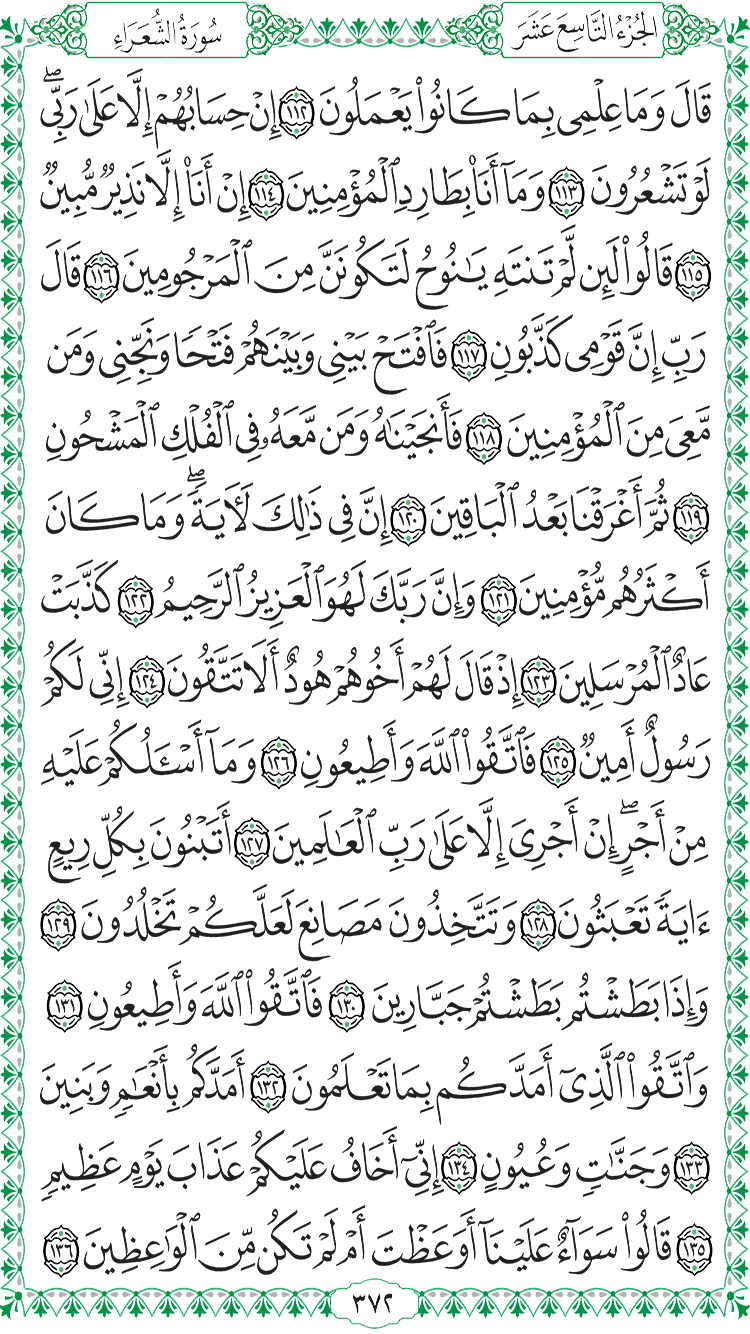 الجُزْءُ التَّاسِعَ عَشَرَ
سُورَةُ الشُّعَرَاءِ
قَالَ وَمَا عِلْمِى بِمَا كَانُوا۟ يَعْمَلُونَ ١١٢ إِنْ حِسَابُهُمْ إِلَّا عَلَىٰ رَبِّىۖ
لَوْ تَشْعُرُونَ ١١٣ وَمَآ أَنَا۠ بِطَارِدِ ٱلْمُؤْمِنِينَ ١١٤ إِنْ أَنَا۠ إِلَّا نَذِيرٌ مُّبِينٌ
١١٥ قَالُوا۟ لَئِن لَّمْ تَنتَهِ يَـٰنُوحُ لَتَكُونَنَّ مِنَ ٱلْمَرْجُومِينَ ١١٦ قَالَ
رَبِّ إِنَّ قَوْمِى كَذَّبُونِ ١١٧ فَٱفْتَحْ بَيْنِى وَبَيْنَهُمْ فَتْحًا وَنَجِّنِى وَمَن
مَّعِىَ مِنَ ٱلْمُؤْمِنِينَ ١١٨ فَأَنجَيْنَـٰهُ وَمَن مَّعَهُۥ فِى ٱلْفُلْكِ ٱلْمَشْحُونِ
١١٩ ثُمَّ أَغْرَقْنَا بَعْدُ ٱلْبَاقِينَ ١٢٠ إِنَّ فِى ذَٰلِكَ لَـَٔايَةًۖ وَمَا كَانَ
أَكْثَرُهُم مُّؤْمِنِينَ ١٢١ وَإِنَّ رَبَّكَ لَهُوَ ٱلْعَزِيزُ ٱلرَّحِيمُ ١٢٢ كَذَّبَتْ
عَادٌ ٱلْمُرْسَلِينَ ١٢٣ إِذْ قَالَ لَهُمْ أَخُوهُمْ هُودٌ أَلَا تَتَّقُونَ ١٢٤ إِنِّى لَكُمْ
رَسُولٌ أَمِينٌ ١٢٥ فَٱتَّقُوا۟ ٱللَّهَ وَأَطِيعُونِ ١٢٦ وَمَآ أَسْـَٔلُكُمْ عَلَيْهِ
مِنْ أَجْرٍۖ إِنْ أَجْرِىَ إِلَّا عَلَىٰ رَبِّ ٱلْعَـٰلَمِينَ ١٢٧ أَتَبْنُونَ بِكُلِّ رِيعٍ
ءَايَةً تَعْبَثُونَ ١٢٨ وَتَتَّخِذُونَ مَصَانِعَ لَعَلَّكُمْ تَخْلُدُونَ ١٢٩
وَإِذَا بَطَشْتُم بَطَشْتُمْ جَبَّارِينَ ١٣٠ فَٱتَّقُوا۟ ٱللَّهَ وَأَطِيعُونِ ١٣١
وَٱتَّقُوا۟ ٱلَّذِىٓ أَمَدَّكُم بِمَا تَعْلَمُونَ ١٣٢ أَمَدَّكُم بِأَنْعَـٰمٍ وَبَنِينَ
١٣٣ وَجَنَّـٰتٍ وَعُيُونٍ ١٣٤ إِنِّىٓ أَخَافُ عَلَيْكُمْ عَذَابَ يَوْمٍ عَظِيمٍ
١٣٥ قَالُوا۟ سَوَآءٌ عَلَيْنَآ أَوَعَظْتَ أَمْ لَمْ تَكُن مِّنَ ٱلْوَٰعِظِينَ ١٣٦
٣٧٢